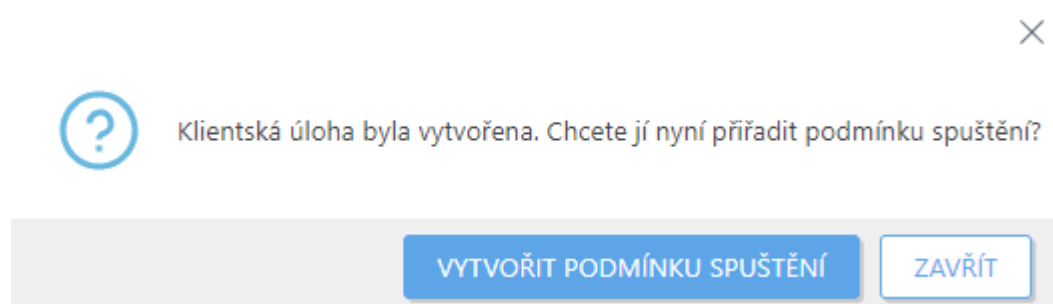 Klientská úloha byla vytvořena. Chcete jí nyní přiřadit podmínku spuštění?
VYTVOŘIT PODMÍNKU SPUŠTĚNÍ
ZAVŘÍT